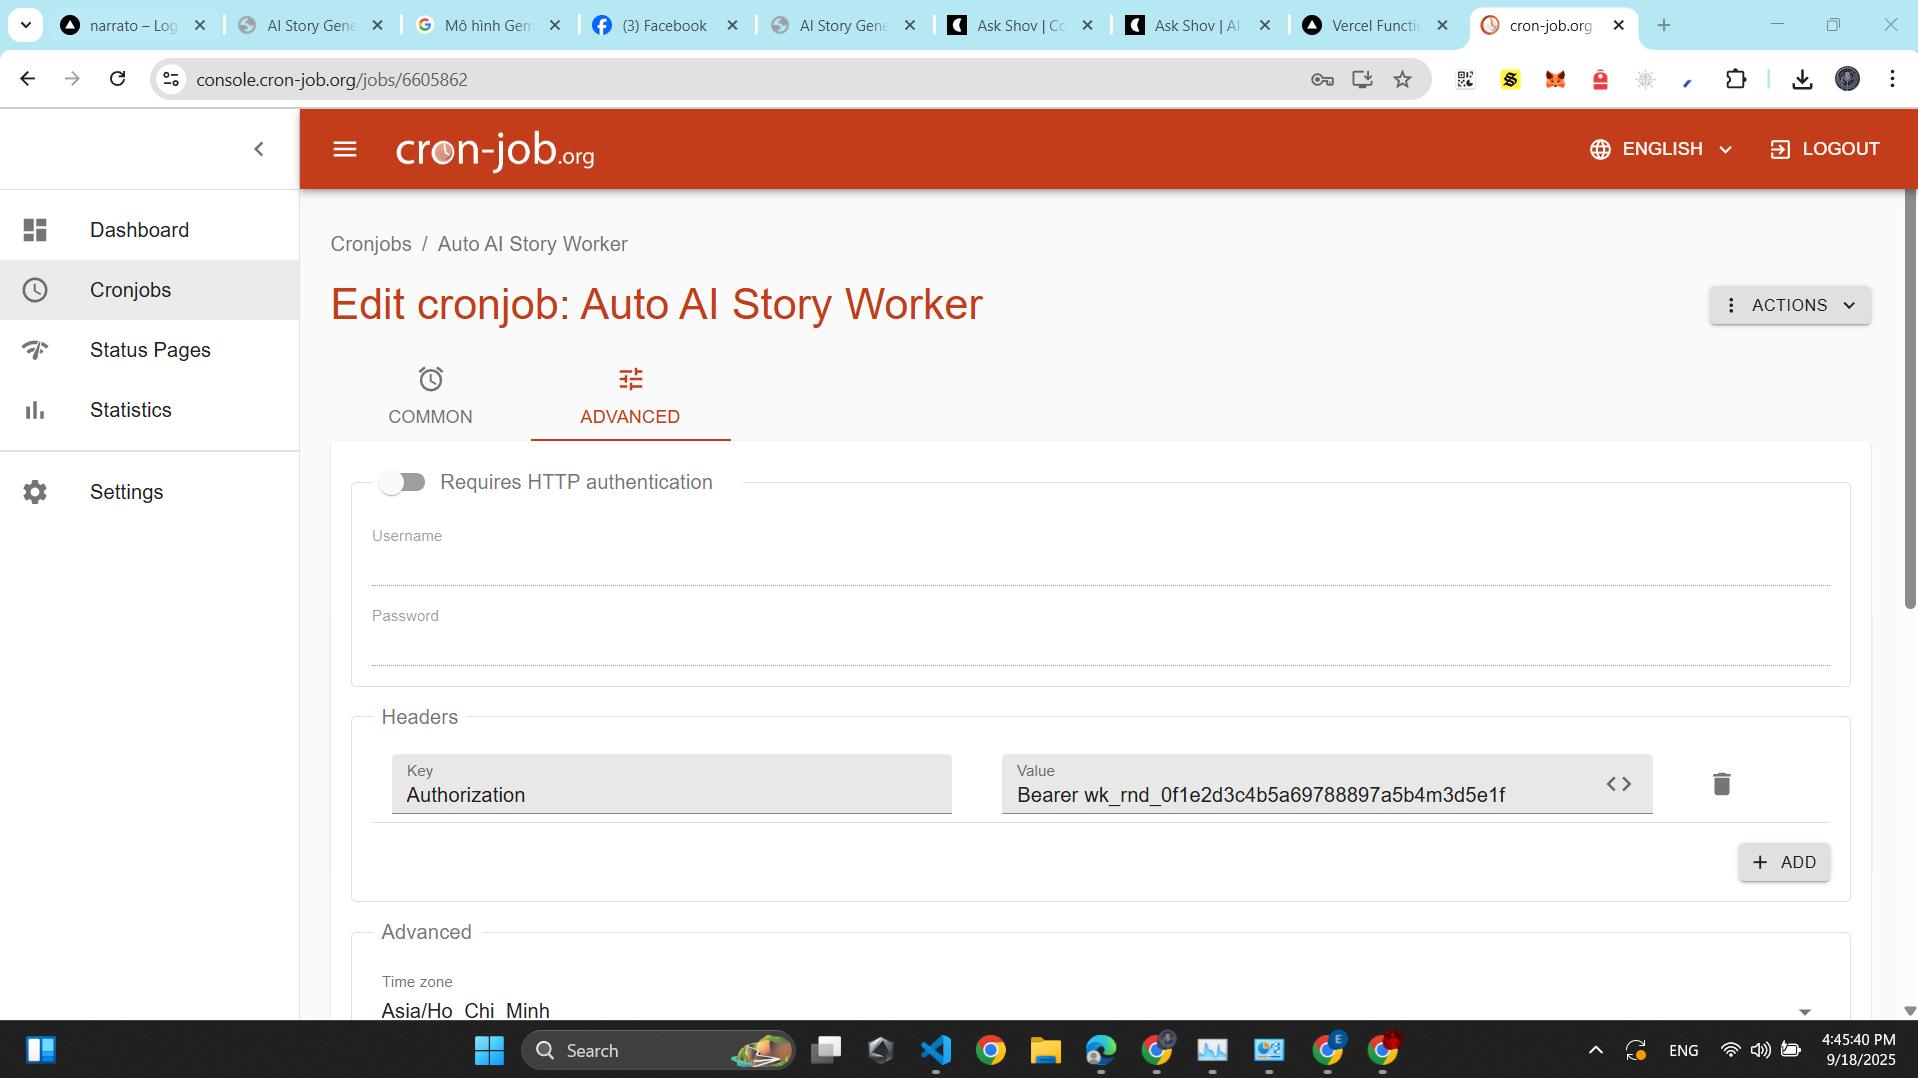 narrato – Log
AI Story Gene
Mô hình Gem
(3) Facebook
AI Story Gene
Ask Shov | Co
Ask Shov | AI-
Vercel Functio
cron-job.org
console.cron-job.org/jobs/6605862
cron-job.org
ENGLISH
LOGOUT
Dashboard
Cronjobs
Status Pages
Statistics
Settings
Cronjobs / Auto AI Story Worker
Edit cronjob: Auto AI Story Worker
ACTIONS
COMMON
ADVANCED
Requires HTTP authentication
Username
Password
Headers
Key
Authorization
Value
Bearer wk_rnd_0f1e2d3c4b5a69788897a5b4m3d5e1f
ADD
Advanced
Time zone
Asia/Ho_Chi_Minh
Search
ENG
4:45:40 PM
9/18/2025